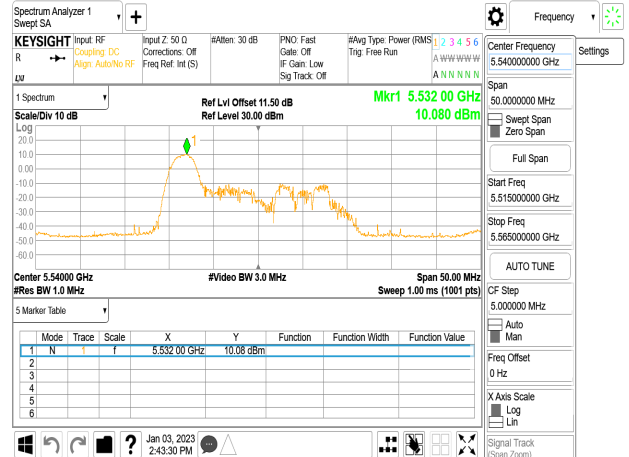 Spectrum Analyzer 1
Swept SA
Frequency
KEYSIGHT
R
Input: RF
Coupling: DC
Align: Auto/No RF
Input Z: 50 Ω
Corrections: Off
Freq Ref: Int (S)
#Atten: 30 dB
PNO: Fast
Gate: Off
IF Gain: Low
Sig Track: Off
#Avg Type: Power (RMS
Trig: Free Run
1 2 3 4 5 6
A W W W W W
A N N N N N
1 Spectrum
Scale/Div 10 dB
Ref Lvl Offset 11.50 dB
Ref Level 30.00 dBm
Mkr1 5.532 00 GHz
10.080 dBm
Log
1
20.0
10.0
0.00
-10.0
-20.0
-30.0
-40.0
-50.0
-60.0
Center 5.54000 GHz
#Res BW 1.0 MHz
#Video BW 3.0 MHz
Span 50.00 MHz
Sweep 1.00 ms (1001 pts)
5 Marker Table
Mode Trace Scale X Y Function Function Width Function Value
1 N 1 f 5.532 00 GHz 10.08 dBm
2
3
4
5
6
Jan 03, 2023
2:43:30 PM
?
Center Frequency
5.540000000 GHz
Settings
Span
50.0000000 MHz
Swept Span
Zero Span
Full Span
Start Freq
5.515000000 GHz
Stop Freq
5.565000000 GHz
AUTO TUNE
CF Step
5.000000 MHz
Auto
Man
Freq Offset
0 Hz
X Axis Scale
Log
Lin
Signal Track
(Span Zoom)